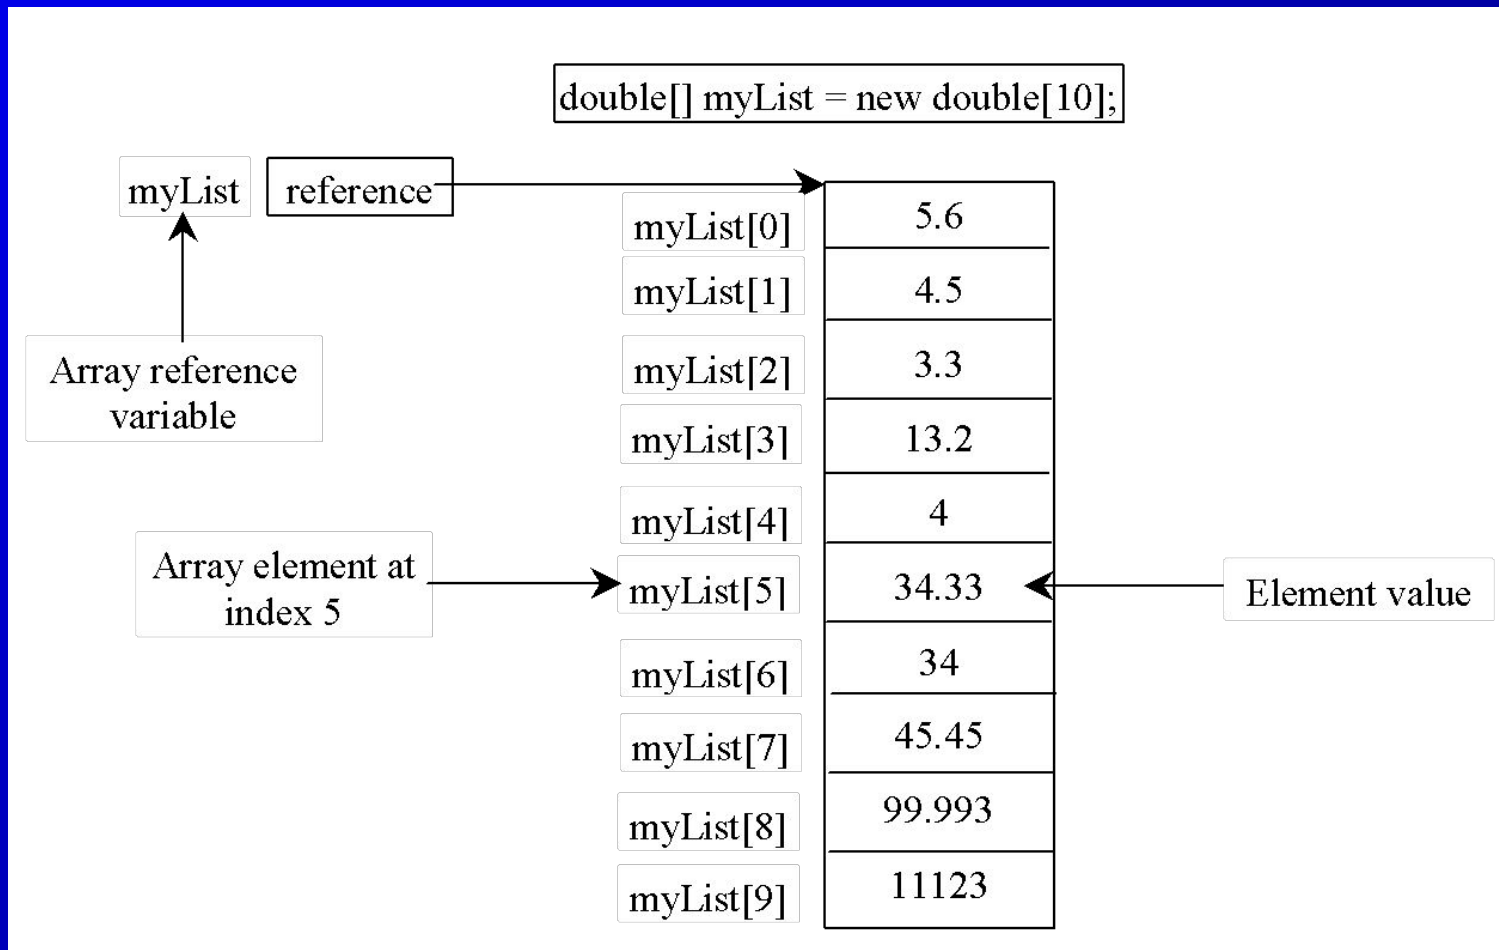 double[] myList = new double[10];
myList
reference
myList[0]
5.6
myList[1]
4.5
Array reference
variable
myList[2]
3.3
myList[3]
13.2
myList[4]
4
Array element at
index 5
myList[5]
34.33
Element value
myList[6]
34
myList[7]
45.45
myList[8]
99.993
myList[9]
11123